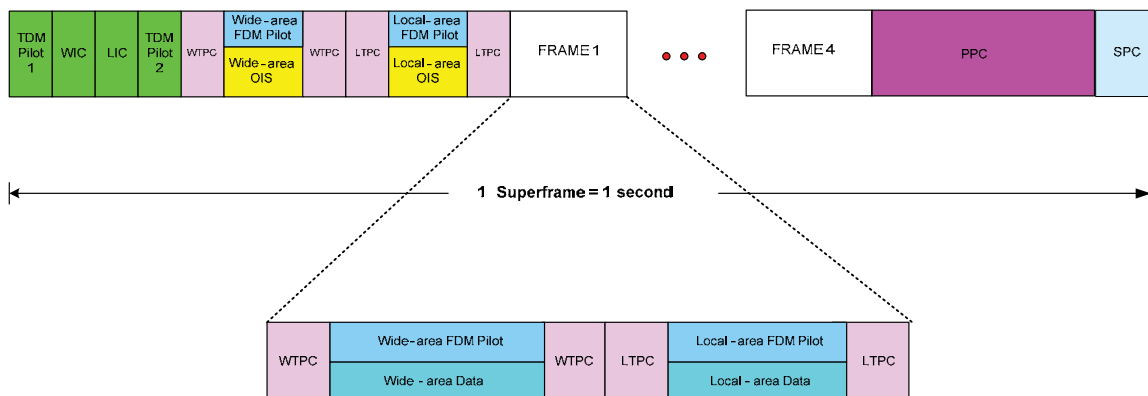 TDM
Pilot
1
WIC
LIC
TDM
Pilot
2
WTPC
Wide-area
FDM Pilot
Wide-area
OIS
WTPC
LTPC
Local-area
FDM Pilot
Local-area
OIS
LTPC
FRAME 1
FRAME 4
PPC
SPC
1 Superframe = 1 second
WTPC
Wide-area FDM Pilot
Wide-area Data
WTPC
LTPC
Local-area FDM Pilot
Local-area Data
LTPC